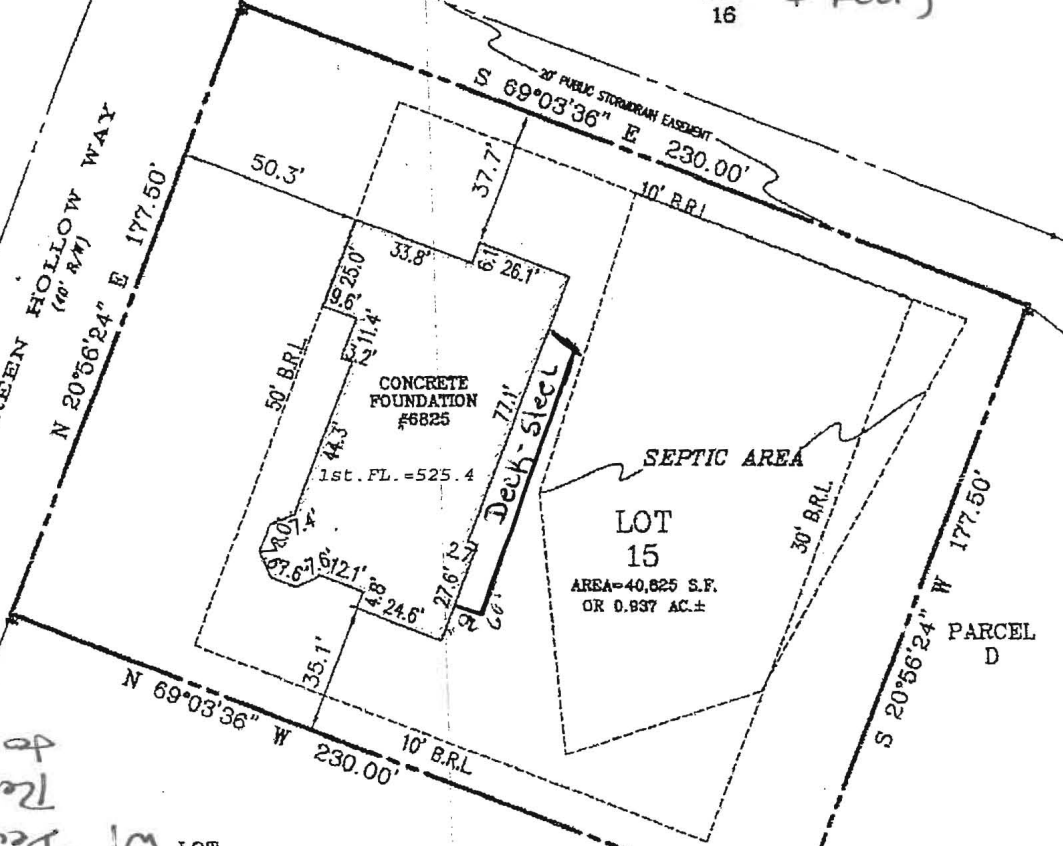 16
20' PUBLIC STORMDRAIN EASEMENT
S 69°03'36" E 230.00'
10' B.R.L
50.3'
37.7'
33.8'
6.1
26.1'
25.0'
9.6'
11.4'
HOLLOW WAY
(40' R/W)
N 20°56'24" E 177.50'
50' B.R.L.
CONCRETE
FOUNDATION
#6825
77.1'
Deck-Steel
44.3'
1st.FL.=525.4
SEPTIC AREA
LOT
15
AREA=40,825 S.F.
OR 0.937 AC.±
30' B.R.L.
S 20°56'24" W 177.50'
PARCEL
D
8.0'
7.4'
7.6'
12.1'
4.8'
24.6'
27.6'
35.1'
N 69°03'36" W 230.00'
10' B.R.L
LOT